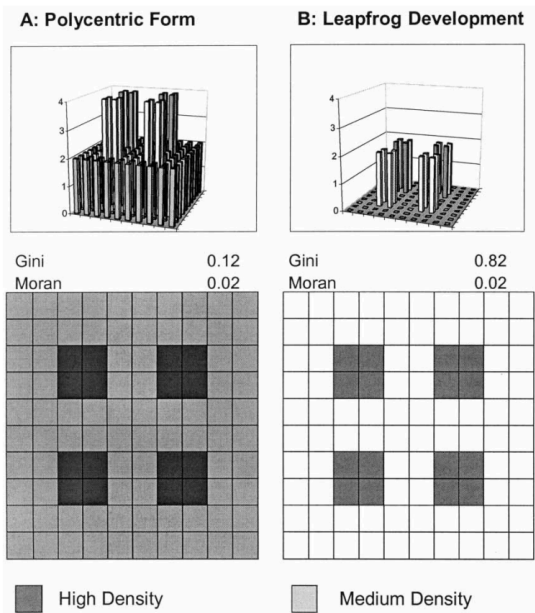 A: Polycentric Form
B: Leapfrog Development
4
3
2
1
0
4
3
2
1
0
Gini 0.12
Moran 0.02
Gini 0.82
Moran 0.02
High Density
Medium Density